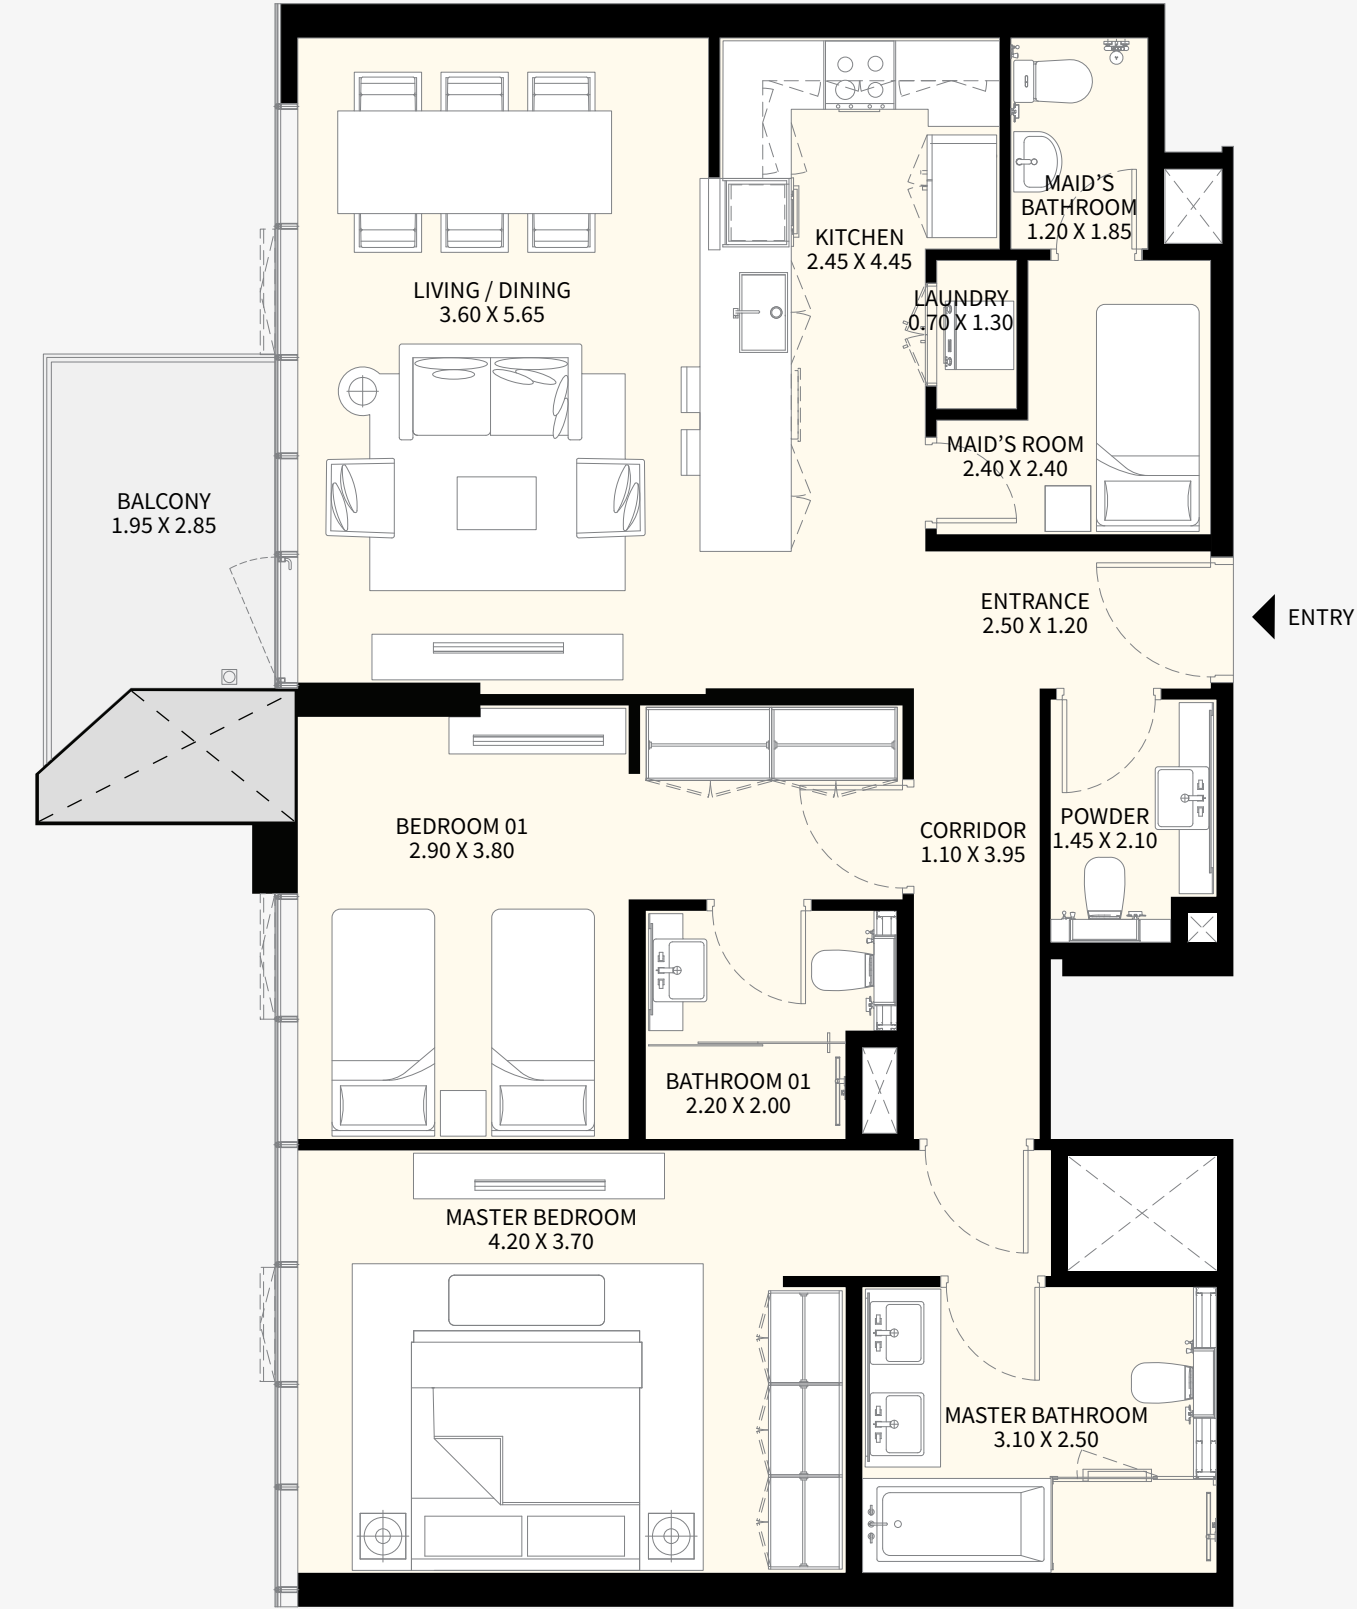 MAID'S
BATHROOM
1.20 X 1.85
KITCHEN
2.45 X 4.45
LIVING / DINING
3.60 X 5.65
LAUNDRY
0.70 X 1.30
MAID'S ROOM
2.40 X 2.40
BALCONY
1.95 X 2.85
ENTRANCE
2.50 X 1.20
ENTRY
BEDROOM 01
2.90 X 3.80
CORRIDOR
1.10 X 3.95
POWDER
1.45 X 2.10
BATHROOM 01
2.20 X 2.00
MASTER BEDROOM
4.20 X 3.70
MASTER BATHROOM
3.10 X 2.50